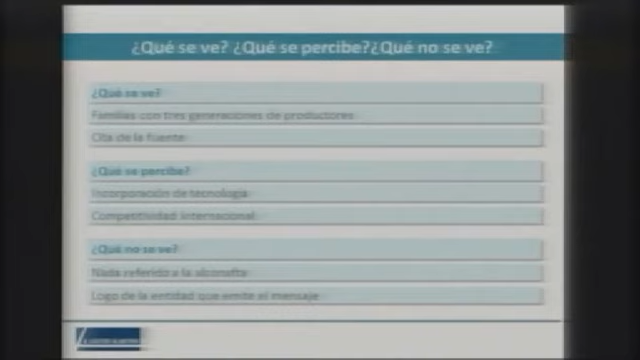 ¿Qué se ve? ¿Qué se percibe?¿Qué no se ve?
¿Qué se ve?
Familias con tres generaciones de productores
Cita de la fuente
¿Qué se percibe?
Incorporación de tecnología
Competitividad internacional
¿Qué no se ve?
Nada referido a la
Logo de la entidad que emite el mensaje